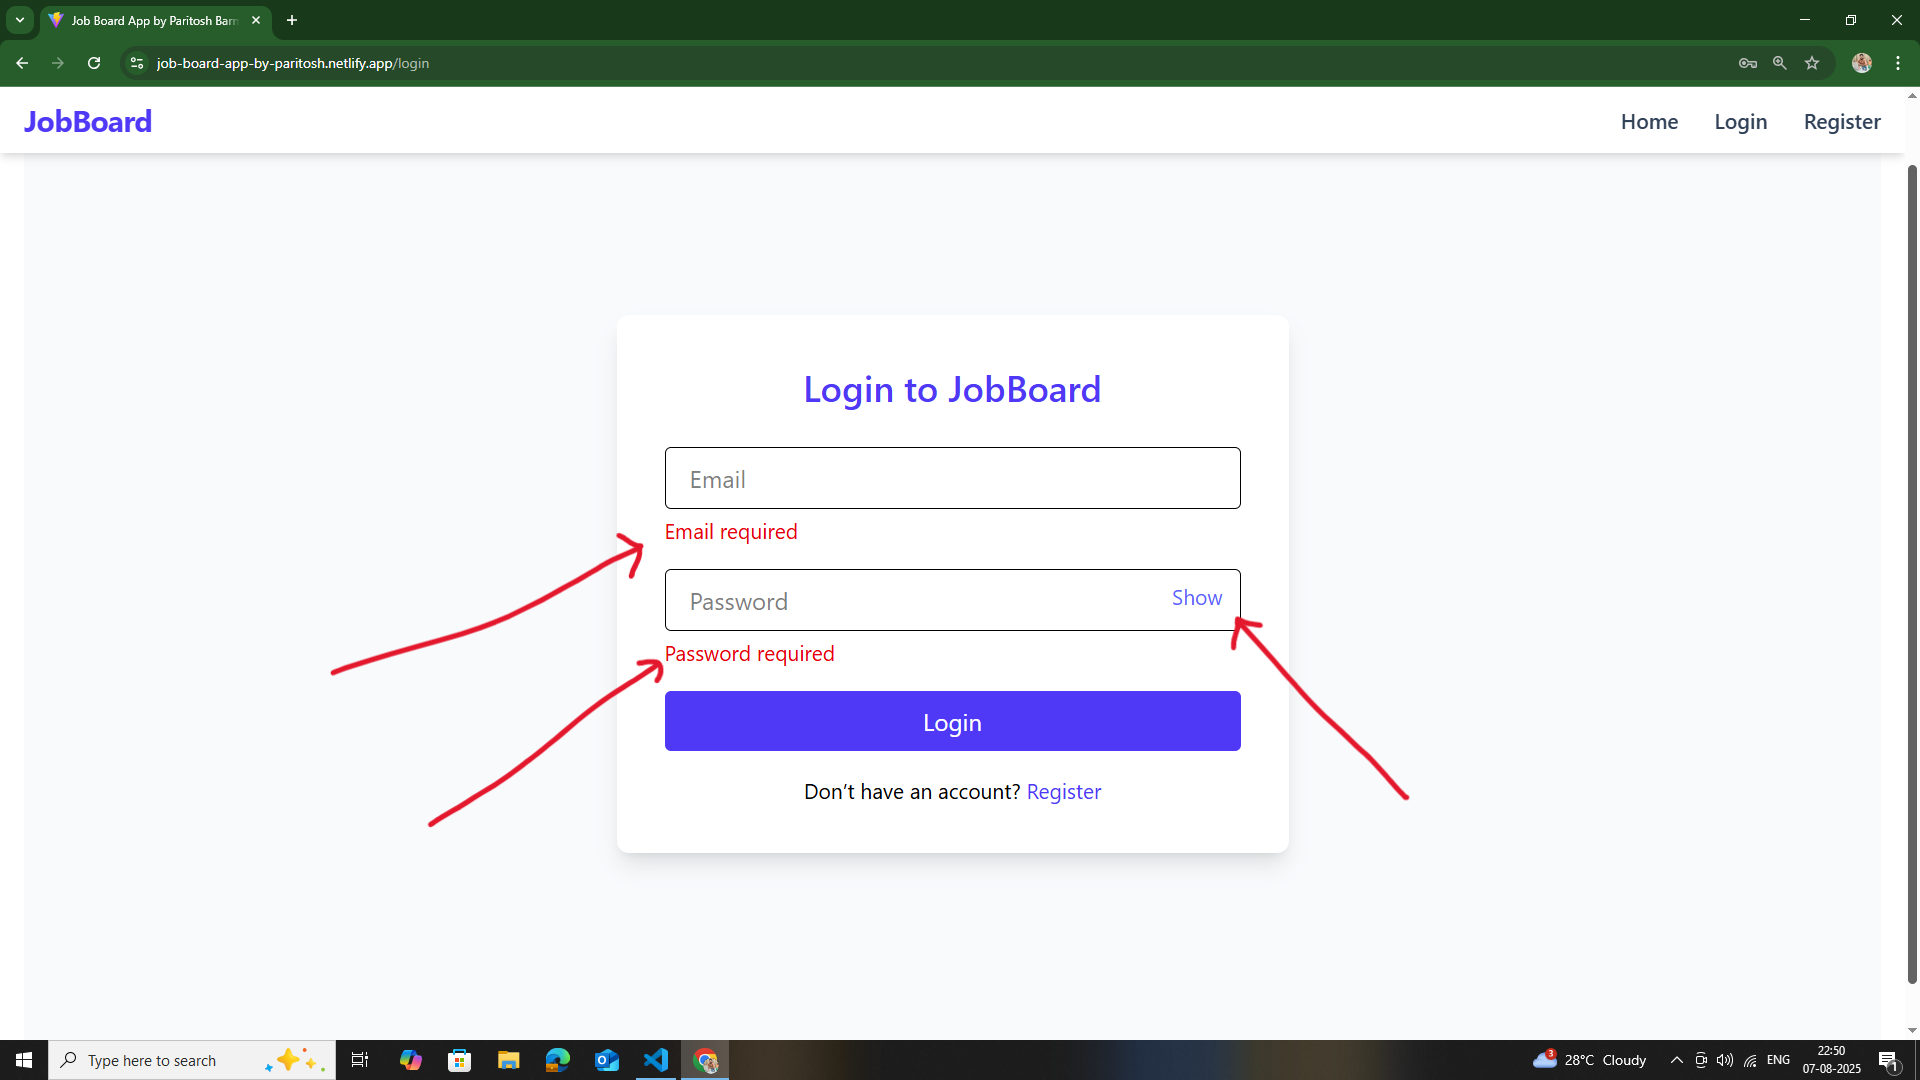 Job Board App by Paritosh Barn
job-board-app-by-paritosh.netlify.app/login
JobBoard
Home Login Register
Login to JobBoard
Email
Email required
Password Show
Password required
Login
Don’t have an account? Register
Type here to search
3
28°C Cloudy
ENG
22:50
07-08-2025
1